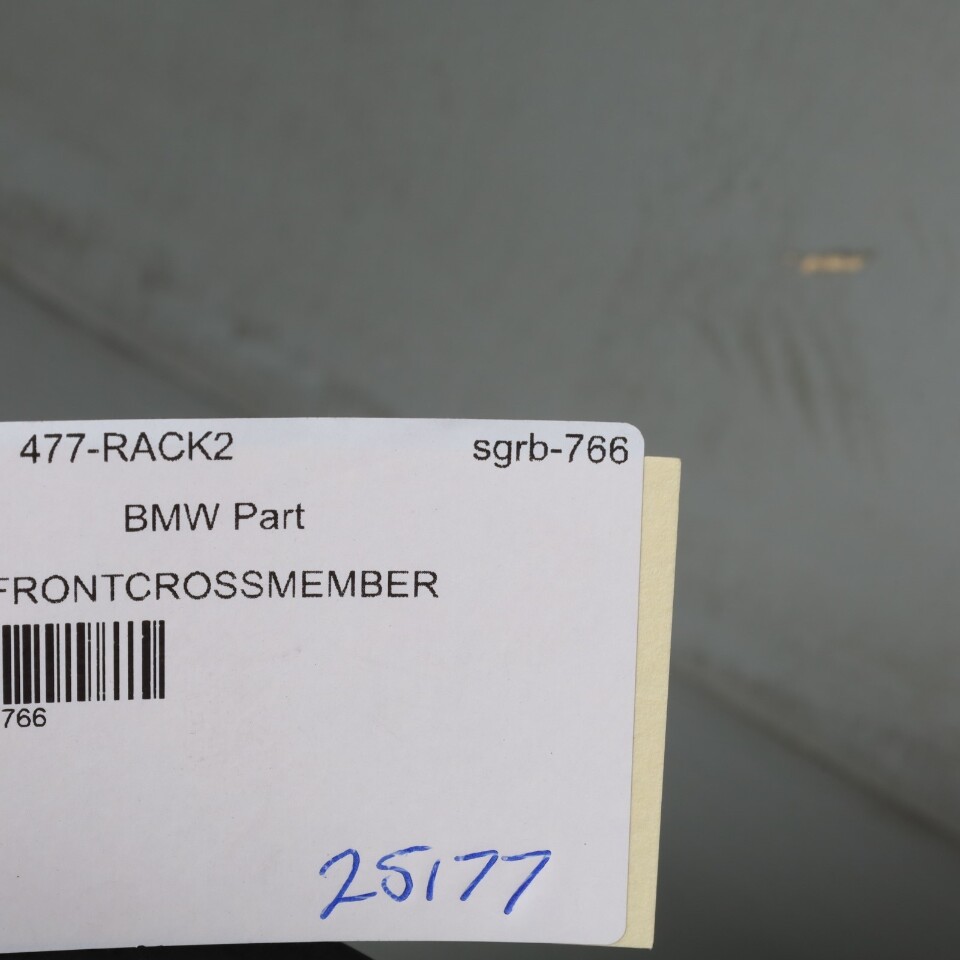 477-RACK2 sgrb-766
BMW Part
FRONTCROSSMEMBER
766
25177